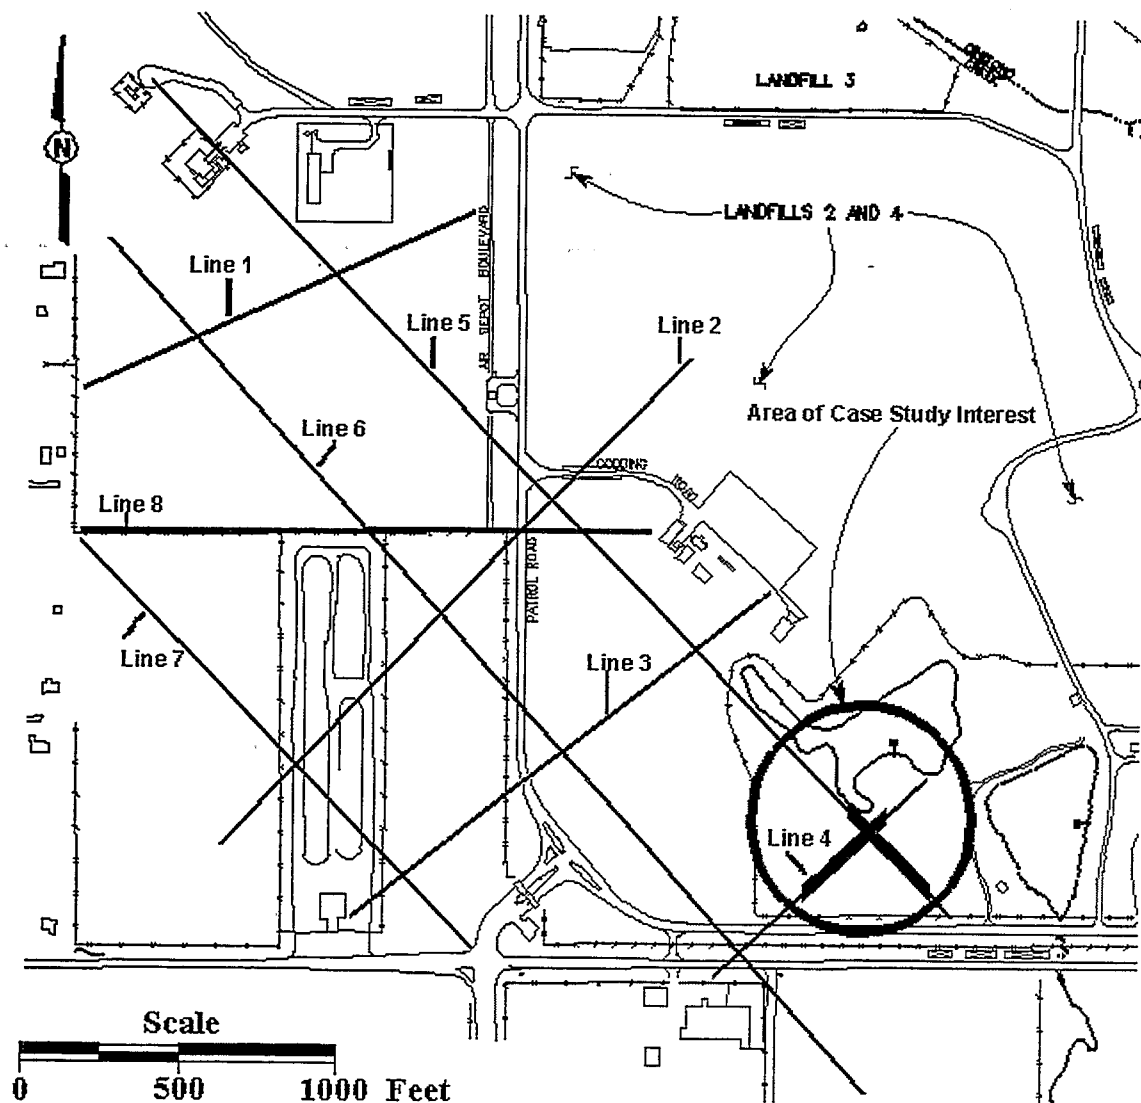 LANDFILL 3
N
LANDFILLS 2 AND 4
AIR DEPOT BOULEVARD
Line 1
Line 5
Line 2
Area of Case Study Interest
Line 6
ROAD
Line 8
PATROL ROAD
Line 7
Line 3
Line 4
Scale
0 500 1000 Feet